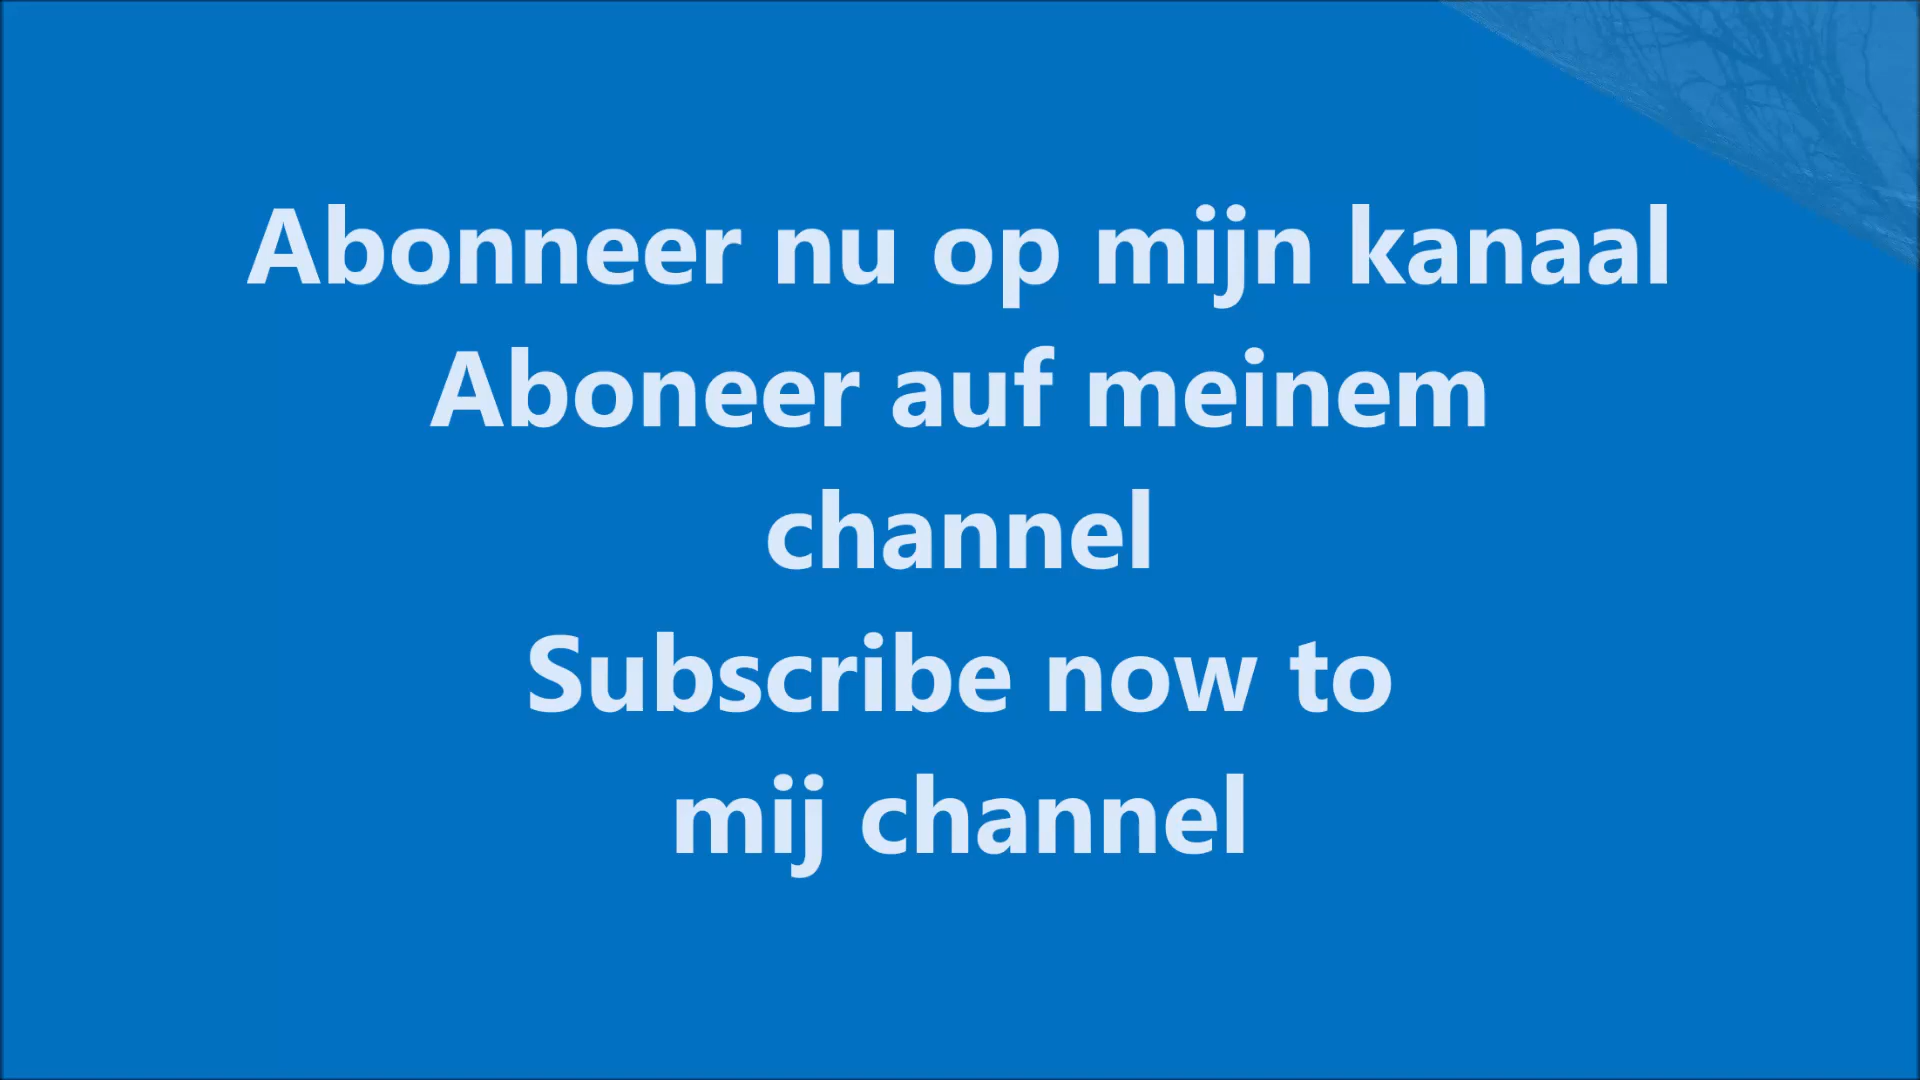 Abonneer nu op mijn kanaal
Aboneer auf meinem
channel
Subscribe now to
mij channel